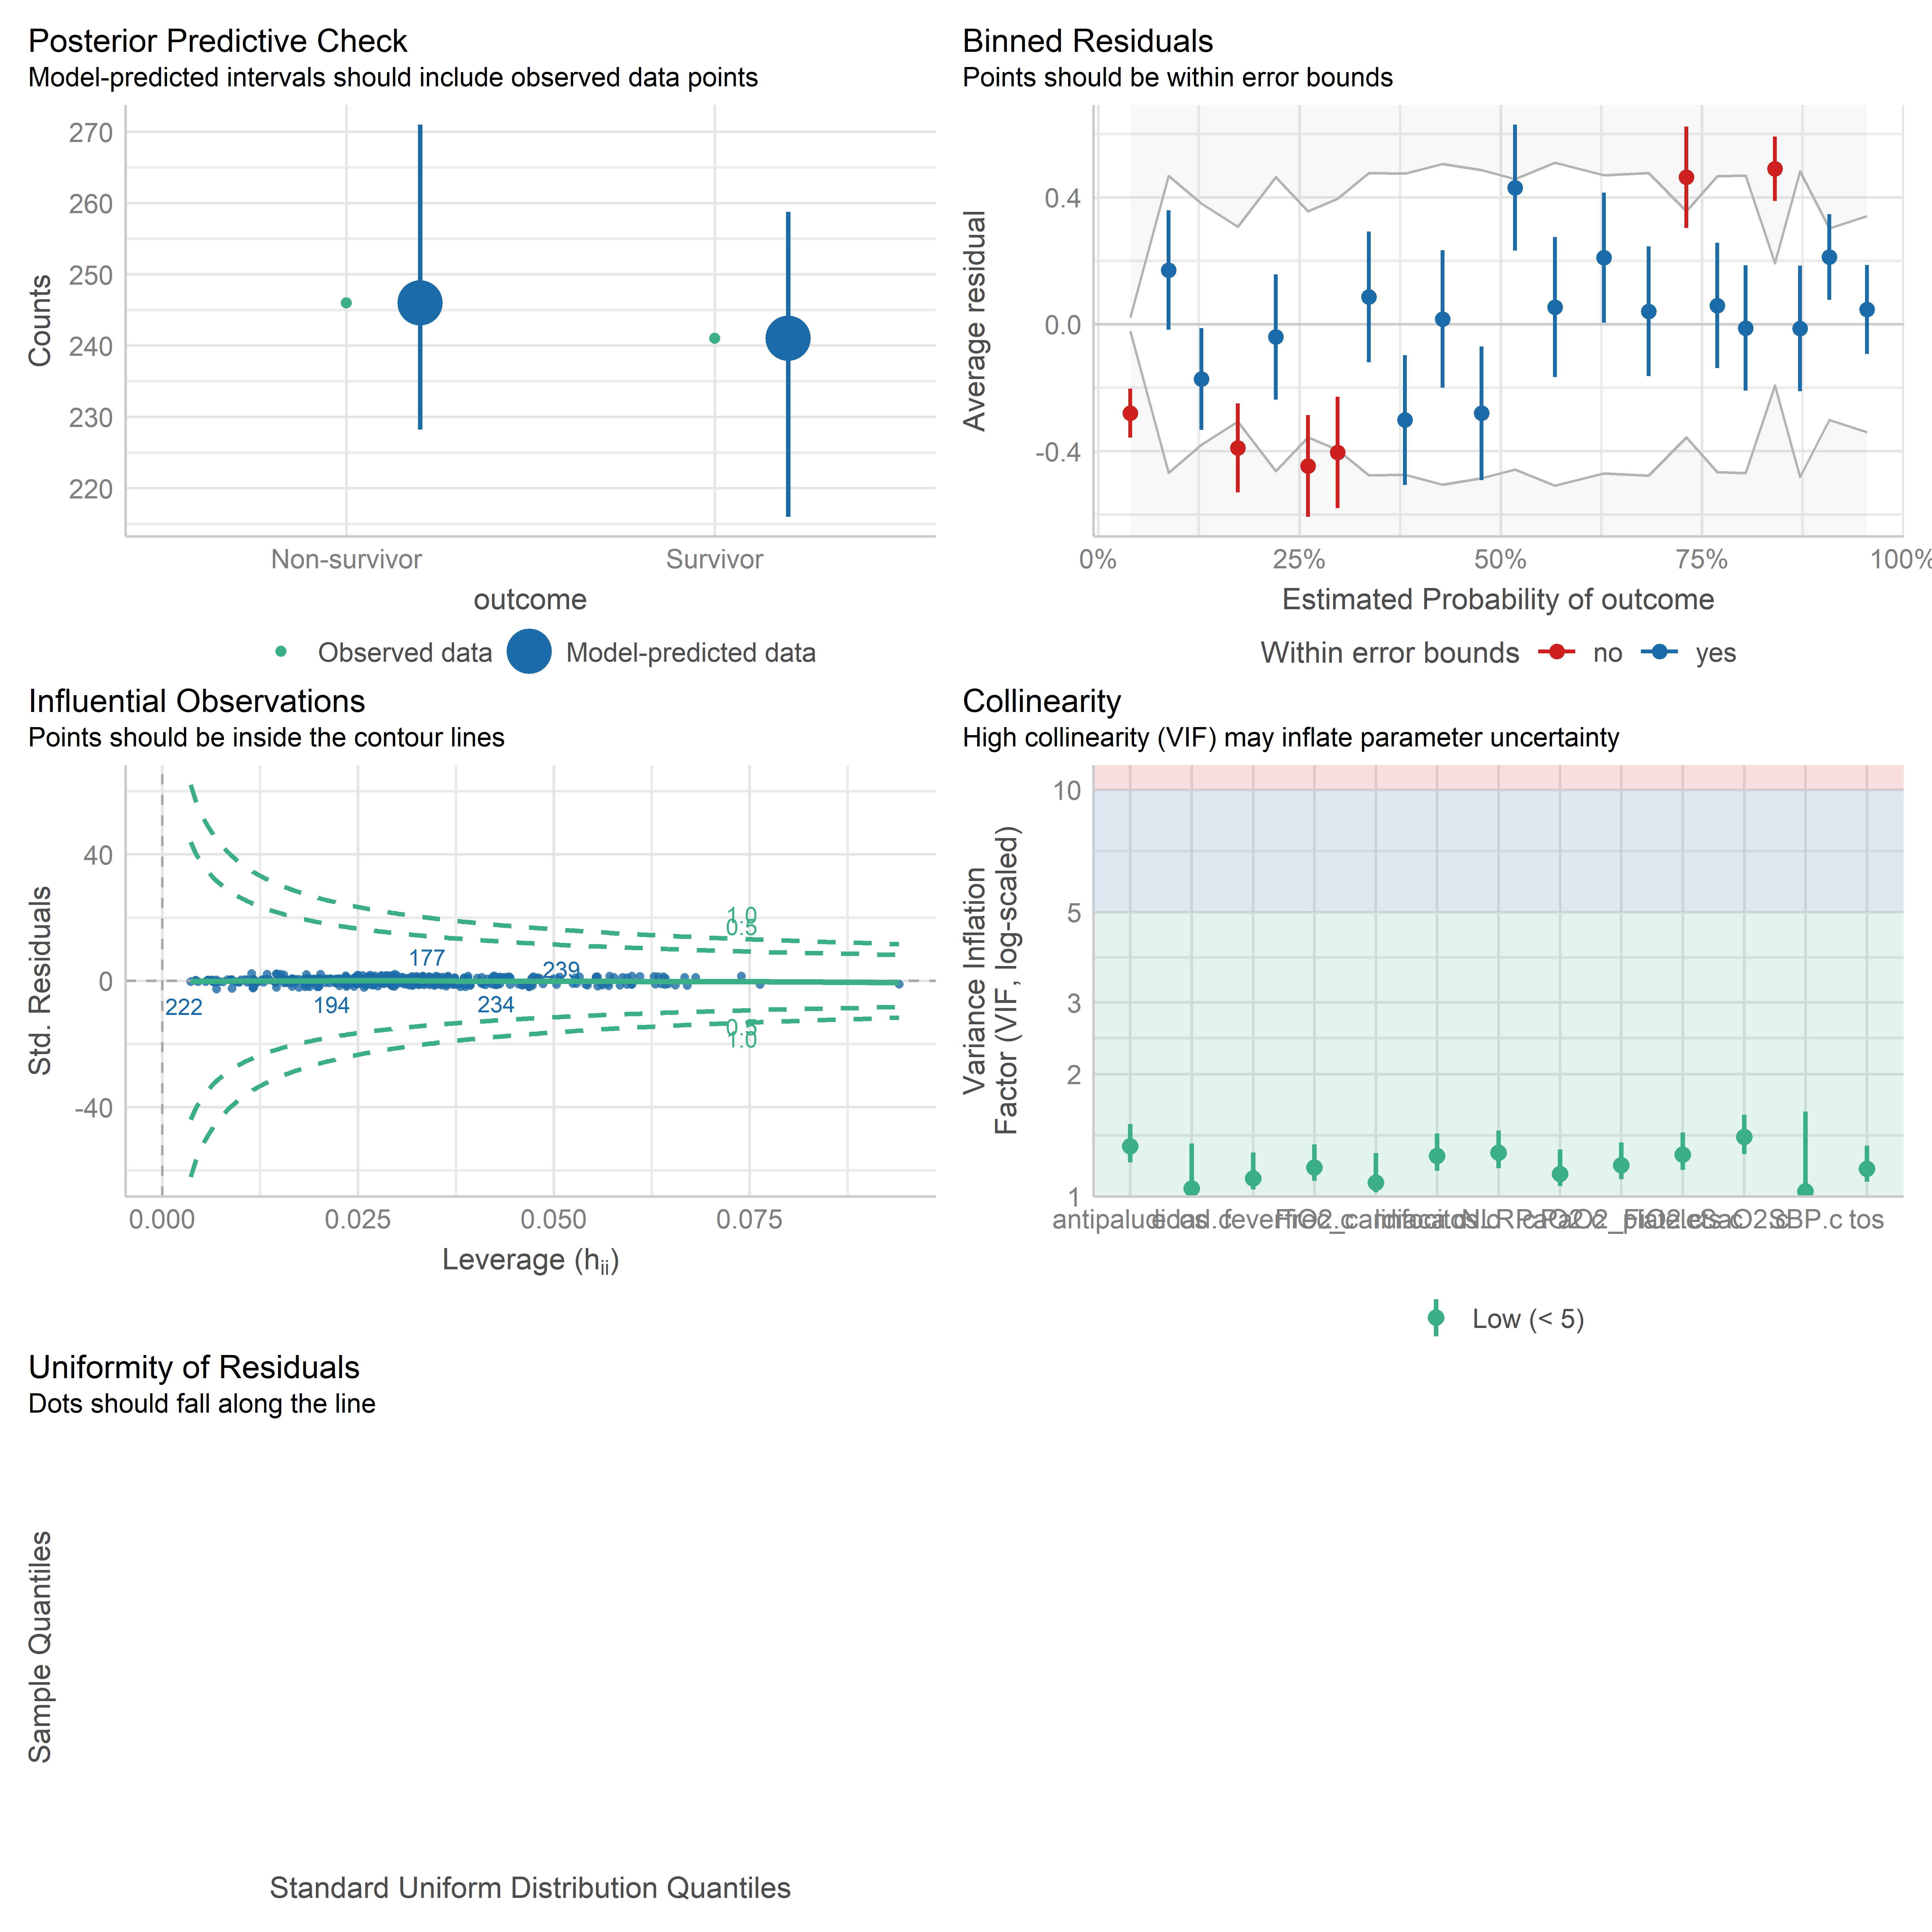 Posterior Predictive Check
Model-predicted intervals should include observed data points
270
260
250
240
230
220
Counts
Non-survivor
Survivor
outcome
Observed data
Model-predicted data
Binned Residuals
Points should be within error bounds
0.4
0.0
-0.4
Average residual
0%
25%
50%
75%
100%
Estimated Probability of outcome
Within error bounds
no
yes
Influential Observations
Points should be inside the contour lines
40
0
-40
Std. Residuals
1.0
0.5
177
239
222
194
234
0.5
1.0
0.000
0.025
0.050
0.075
Leverage (hii)
Collinearity
High collinearity (VIF) may inflate parameter uncertainty
10
5
3
2
1
Variance Inflation
Factor (VIF, log-scaled)
SBP.c
tos
Low (< 5)
Uniformity of Residuals
Dots should fall along the line
Sample Quantiles
Standard Uniform Distribution Quantiles